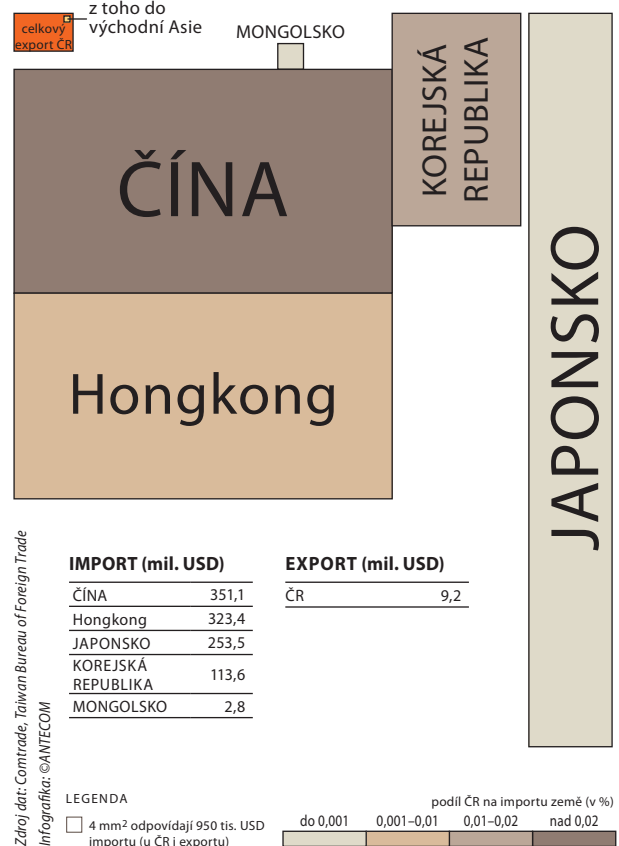 z toho do
východní Asie
celkový
export ČR
MONGOLSKO
KOREJSKÁ
REPUBLIKA
ČÍNA
JAPONSKO
Hongkong
IMPORT (mil. USD)
ČÍNA 351,1
Hongkong 323,4
JAPONSKO 253,5
KOREJSKÁ
REPUBLIKA 113,6
MONGOLSKO 2,8
EXPORT (mil. USD)
ČR 9,2
Zdroj dat: Comtrade, Taiwan Bureau of Foreign Trade
Infografika: ©ANTECOM
LEGENDA
4 mm² odpovídají 950 tis. USD
importu (u ČR i exportu)
podíl ČR na importu země (v %)
do 0,001 0,001–0,01 0,01–0,02 nad 0,02